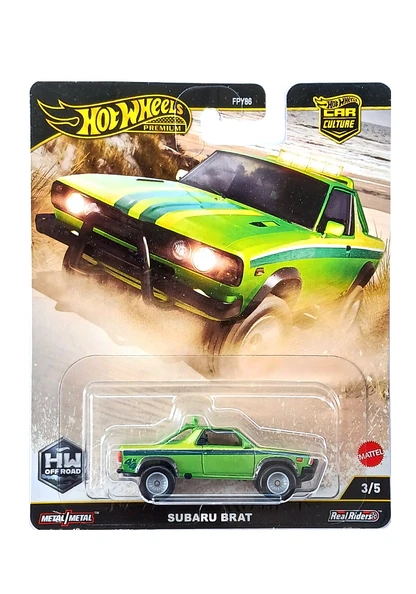 HOT WHEELS
PREMIUM
FPY86
HOT WHEELS
CAR
CULTURE
HW
OFF ROAD
MATTEL
3/5
SUBARU BRAT
METAL/METAL™
Real Riders